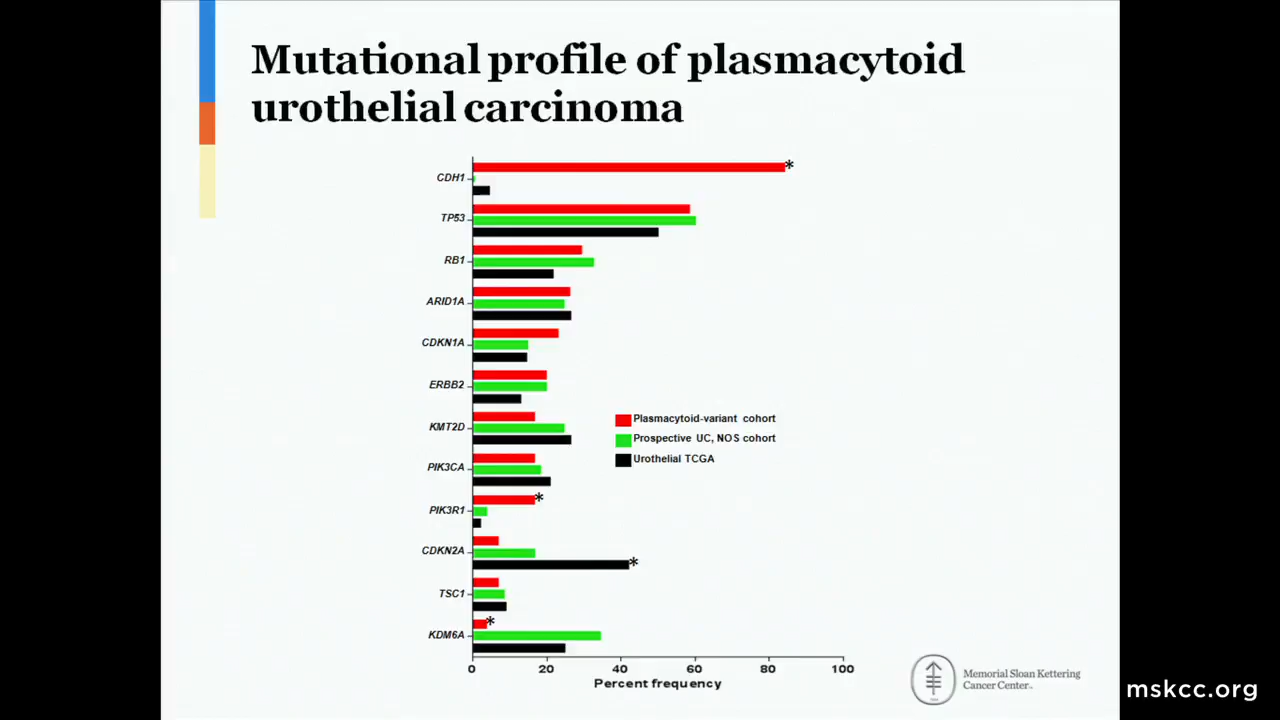 Mutational profile of plasmacytoid
urothelial carcinoma
*
CDH1
TP53
RB1
ARID1A
CDKN1A
ERBB2
KMT2D
PIK3CA
PIK3R1
*
CDKN2A
*
TSC1
KDM6A
*
Plasmacytoid-variant cohort
Prospective UC, NOS cohort
Urothelial TCGA
0 20 40 60 80 100
Percent frequency
Memorial Sloan Kettering
Cancer Center
mskcc.org